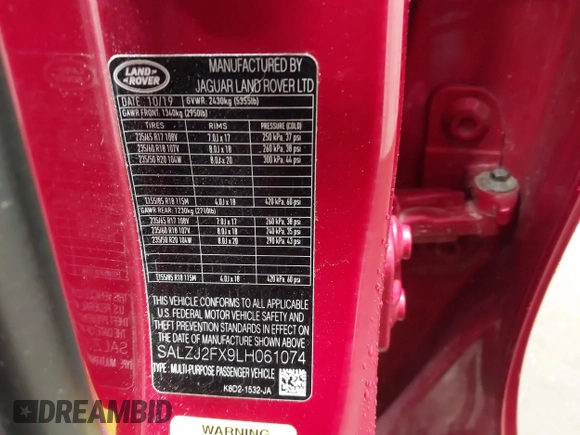 LAND ROVER
MANUFACTURED BY
JAGUAR LAND ROVER LTD
DATE: 10/19 GVWR: 2430kg (5355lb)
GAWR FRONT: 1340kg (2950lb)
TIRES RIMS PRESSURE (COLD)
235/65 R17 108V 7.0J x 17 250 kPa, 37 psi
235/60 R18 107V 8.0J x 18 260 kPa, 38 psi
235/50 R20 104W 8.0J x 20 300 kPa, 44 psi
T155/85 R18 115M 4.0J x 18 420 kPa, 60 psi
GAWR REAR: 1230kg (2710lb)
235/65 R17 108V 7.0J x 17 260 kPa, 38 psi
235/60 R18 107V 8.0J x 18 240 kPa, 35 psi
235/50 R20 104W 8.0J x 20 290 kPa, 43 psi
T155/85 R18 115M 4.0J x 18 420 kPa, 60 psi
THIS VEHICLE CONFORMS TO ALL APPLICABLE
U.S. FEDERAL MOTOR VEHICLE SAFETY AND
THEFT PREVENTION STANDARDS IN EFFECT ON
THE DATE OF MANUFACTURE SHOWN ABOVE.
SALZJ2FX9LH061074
TYPE: MULTI-PURPOSE PASSENGER VEHICLE
K8D2-1532-JA
WARNING
DREAMBID